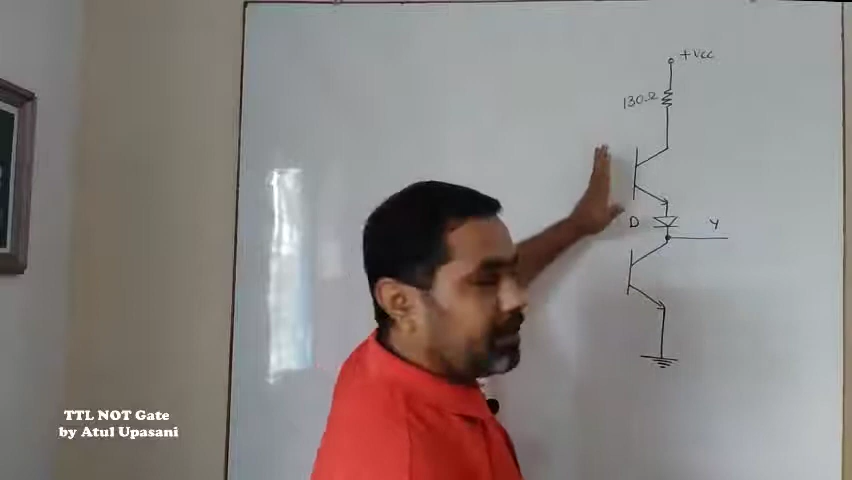 +Vcc
130Ω
D
Y
TTL NOT Gate
by Atul Upasani